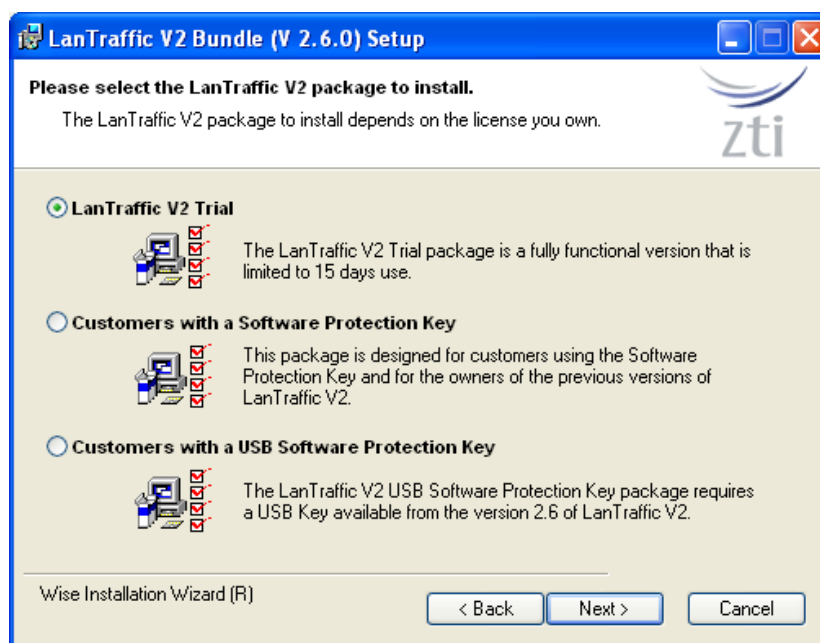 LanTraffic V2 Bundle (V 2.6.0) Setup
Please select the LanTraffic V2 package to install.
The LanTraffic V2 package to install depends on the license you own.
zti
LanTraffic V2 Trial
The LanTraffic V2 Trial package is a fully functional version that is
limited to 15 days use.
Customers with a Software Protection Key
This package is designed for customers using the Software
Protection Key and for the owners of the previous versions of
LanTraffic V2.
Customers with a USB Software Protection Key
The LanTraffic V2 USB Software Protection Key package requires
a USB Key available from the version 2.6 of LanTraffic V2.
Wise Installation Wizard (R)
< Back
Next >
Cancel